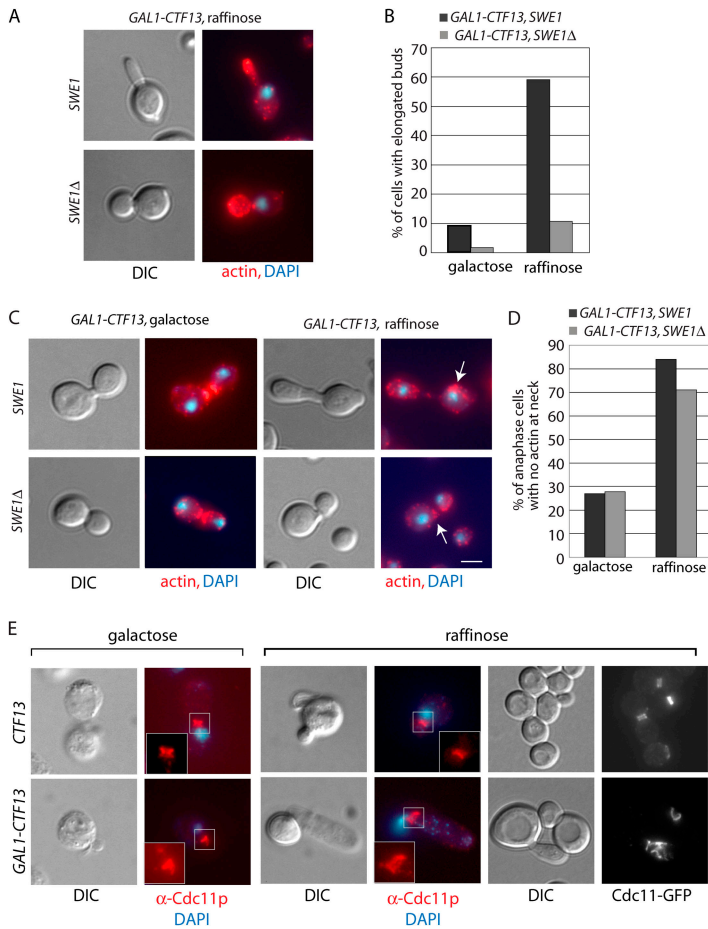 A
GAL1-CTF13, raffinose
SWE1
SWE1Δ
DIC
actin, DAPI
B
GAL1-CTF13, SWE1
GAL1-CTF13, SWE1Δ
% of cells with elongated buds
70
60
50
40
30
20
10
0
galactose
raffinose
C
GAL1-CTF13, galactose
GAL1-CTF13, raffinose
SWE1
SWE1Δ
DIC
actin, DAPI
DIC
actin, DAPI
D
GAL1-CTF13, SWE1
GAL1-CTF13, SWE1Δ
% of anaphase cells
with no actin at neck
90
80
70
60
50
40
30
20
10
0
galactose
raffinose
E
galactose
raffinose
CTF13
GAL1-CTF13
DIC
α-Cdc11p
DAPI
DIC
α-Cdc11p
DAPI
DIC
Cdc11-GFP